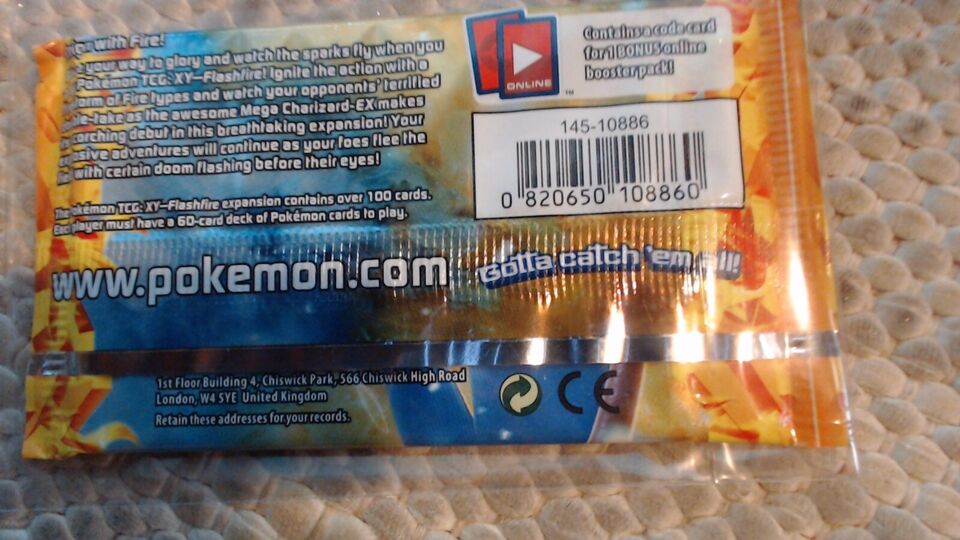 with Fire!
your way to glory and watch the sparks fly when you
Pokémon TCG: XY—Flashfire! Ignite the action with a
of Fire types and watch your opponents' terrified
as the awesome Mega Charizard-EX makes
debut in this breathtaking expansion! Your
adventures will continue as your foes flee the
with certain doom flashing before their eyes!
The Pokémon TCG: XY—Flashfire expansion contains over 100 cards.
Each player must have a 60-card deck of Pokémon cards to play.
ONLINE
™
Contains a code card
for 1 BONUS online
booster pack!
145-10886
0 820650 108860
www.pokemon.com
Gotta catch 'em all!
1st Floor Building 4, Chiswick Park, 566 Chiswick High Road
London, W4 5YE United Kingdom
Retain these addresses for your records.
CE